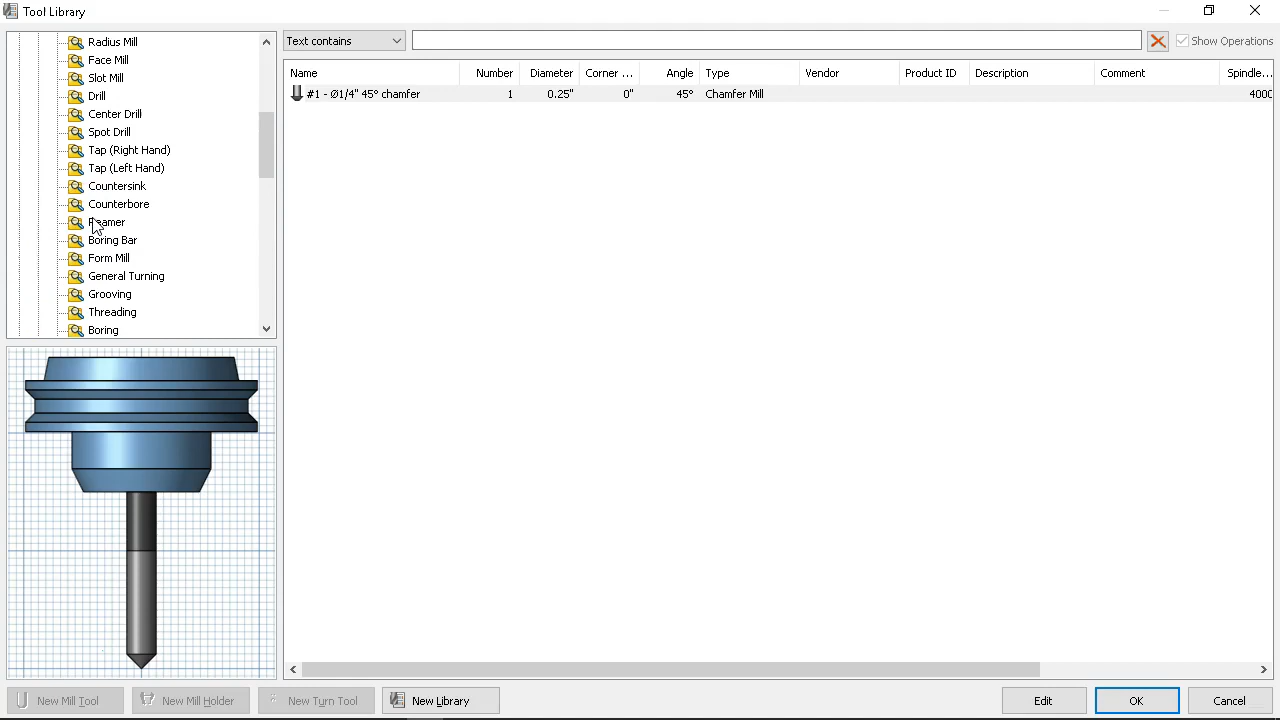 Tool Library
Radius Mill
Face Mill
Slot Mill
Drill
Center Drill
Spot Drill
Tap (Right Hand)
Tap (Left Hand)
Countersink
Counterbore
Reamer
Boring Bar
Form Mill
General Turning
Grooving
Threading
Boring
Text contains
Show Operations
Name Number Diameter Corner ... Angle Type Vendor Product ID Description Comment Spindle...
#1 - Ø1/4" 45° chamfer 1 0.25" 0" 45° Chamfer Mill 4000
New Mill Tool New Mill Holder New Turn Tool New Library Edit OK Cancel